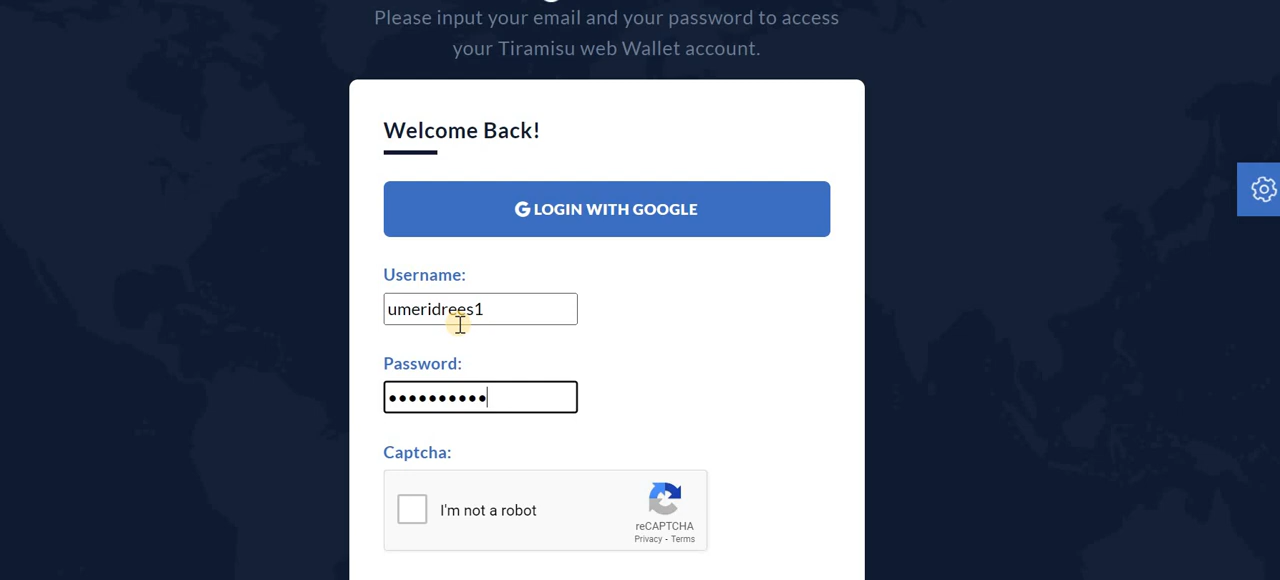 Please input your email and your password to access
your Tiramisu web Wallet account.
Welcome Back!
LOGIN WITH GOOGLE
Username:
umeridrees1
Password:
••••••••••
Captcha:
I'm not a robot
reCAPTCHA
Privacy - Terms